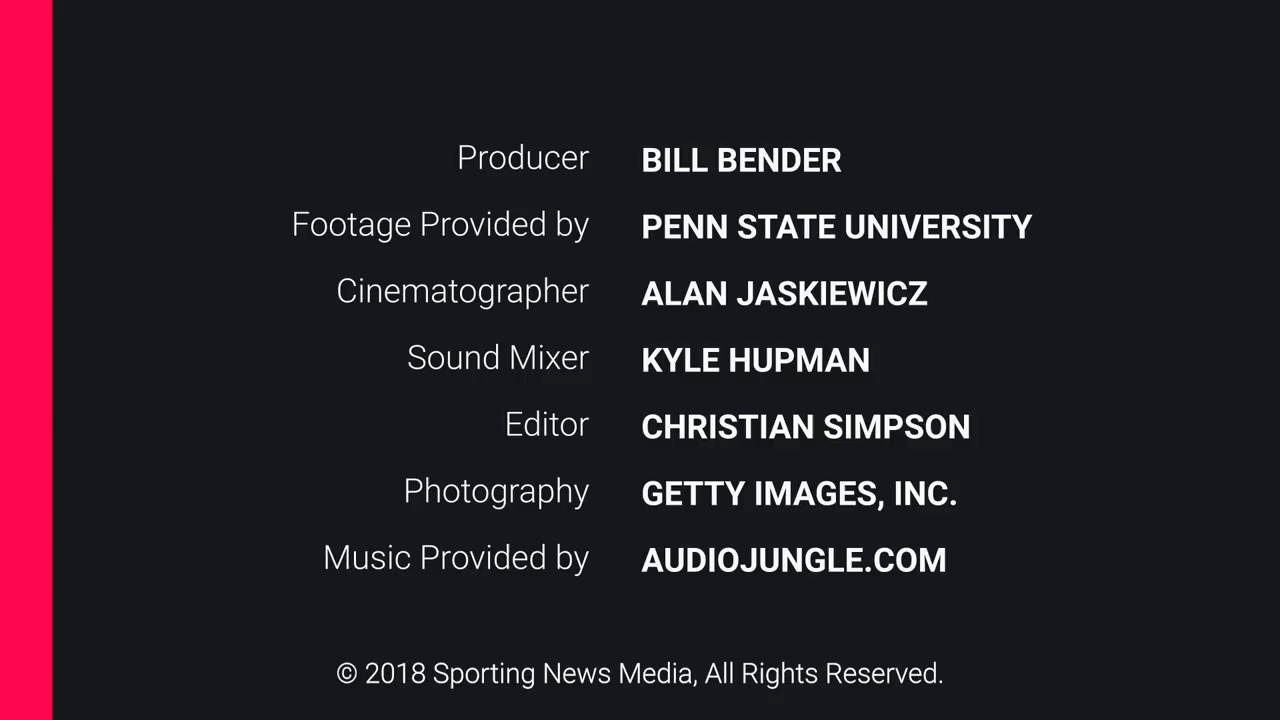 Producer BILL BENDER
Footage Provided by PENN STATE UNIVERSITY
Cinematographer ALAN JASKIEWICZ
Sound Mixer KYLE HUPMAN
Editor CHRISTIAN SIMPSON
Photography GETTY IMAGES, INC.
Music Provided by AUDIOJUNGLE.COM
© 2018 Sporting News Media, All Rights Reserved.